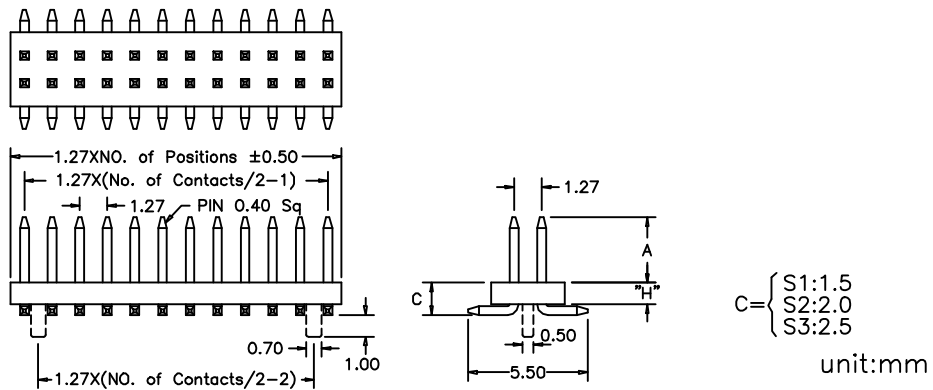 1.27XNO. of Positions ±0.50
1.27X(No. of Contacts/2-1)
1.27
PIN 0.40 Sq
1.27
A
C
"H"
C=
S1:1.5
S2:2.0
S3:2.5
0.70
1.00
0.50
5.50
1.27X(NO. of Contacts/2-2)
unit:mm